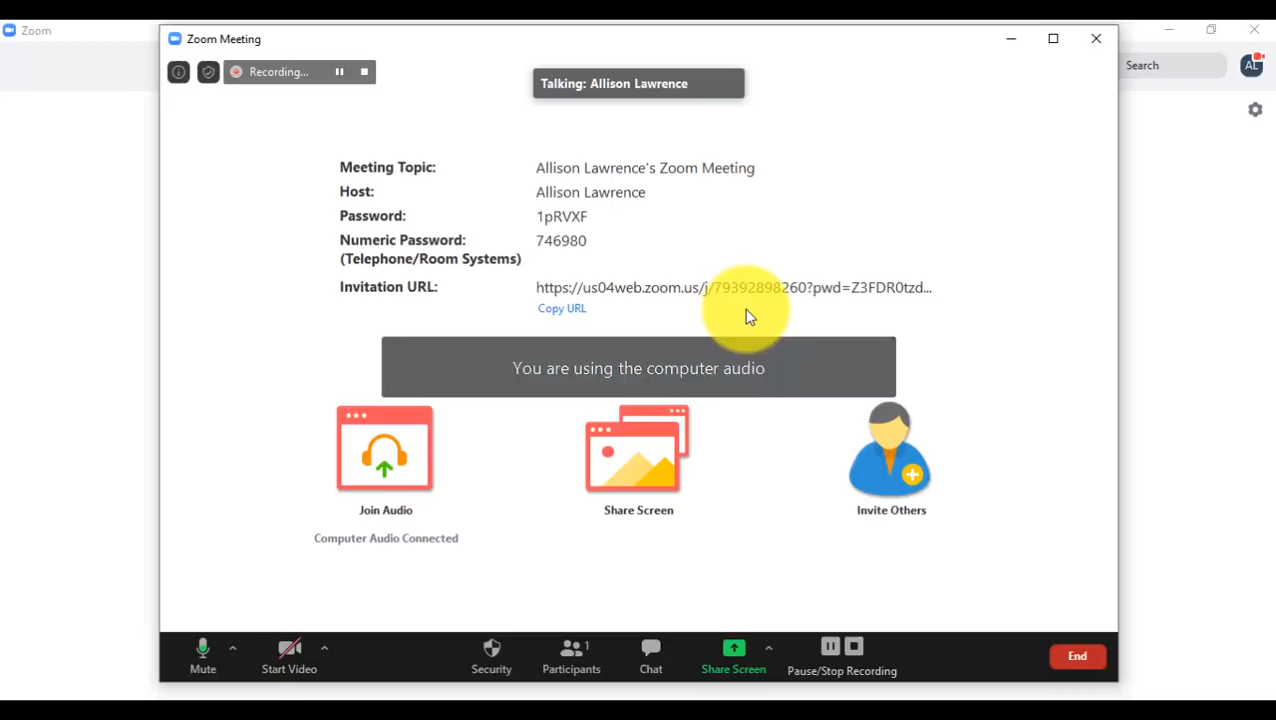 Zoom
Zoom Meeting
Search
AL
Recording...
Talking: Allison Lawrence
Meeting Topic: Allison Lawrence's Zoom Meeting
Host: Allison Lawrence
Password: 1pRVXF
Numeric Password: 746980
(Telephone/Room Systems)
Invitation URL: https://us04web.zoom.us/j/79392898260?pwd=Z3FDR0tzd...
Copy URL
You are using the computer audio
Join Audio
Share Screen
Invite Others
Computer Audio Connected
Mute
Start Video
Security
1
Participants
Chat
Share Screen
Pause/Stop Recording
End